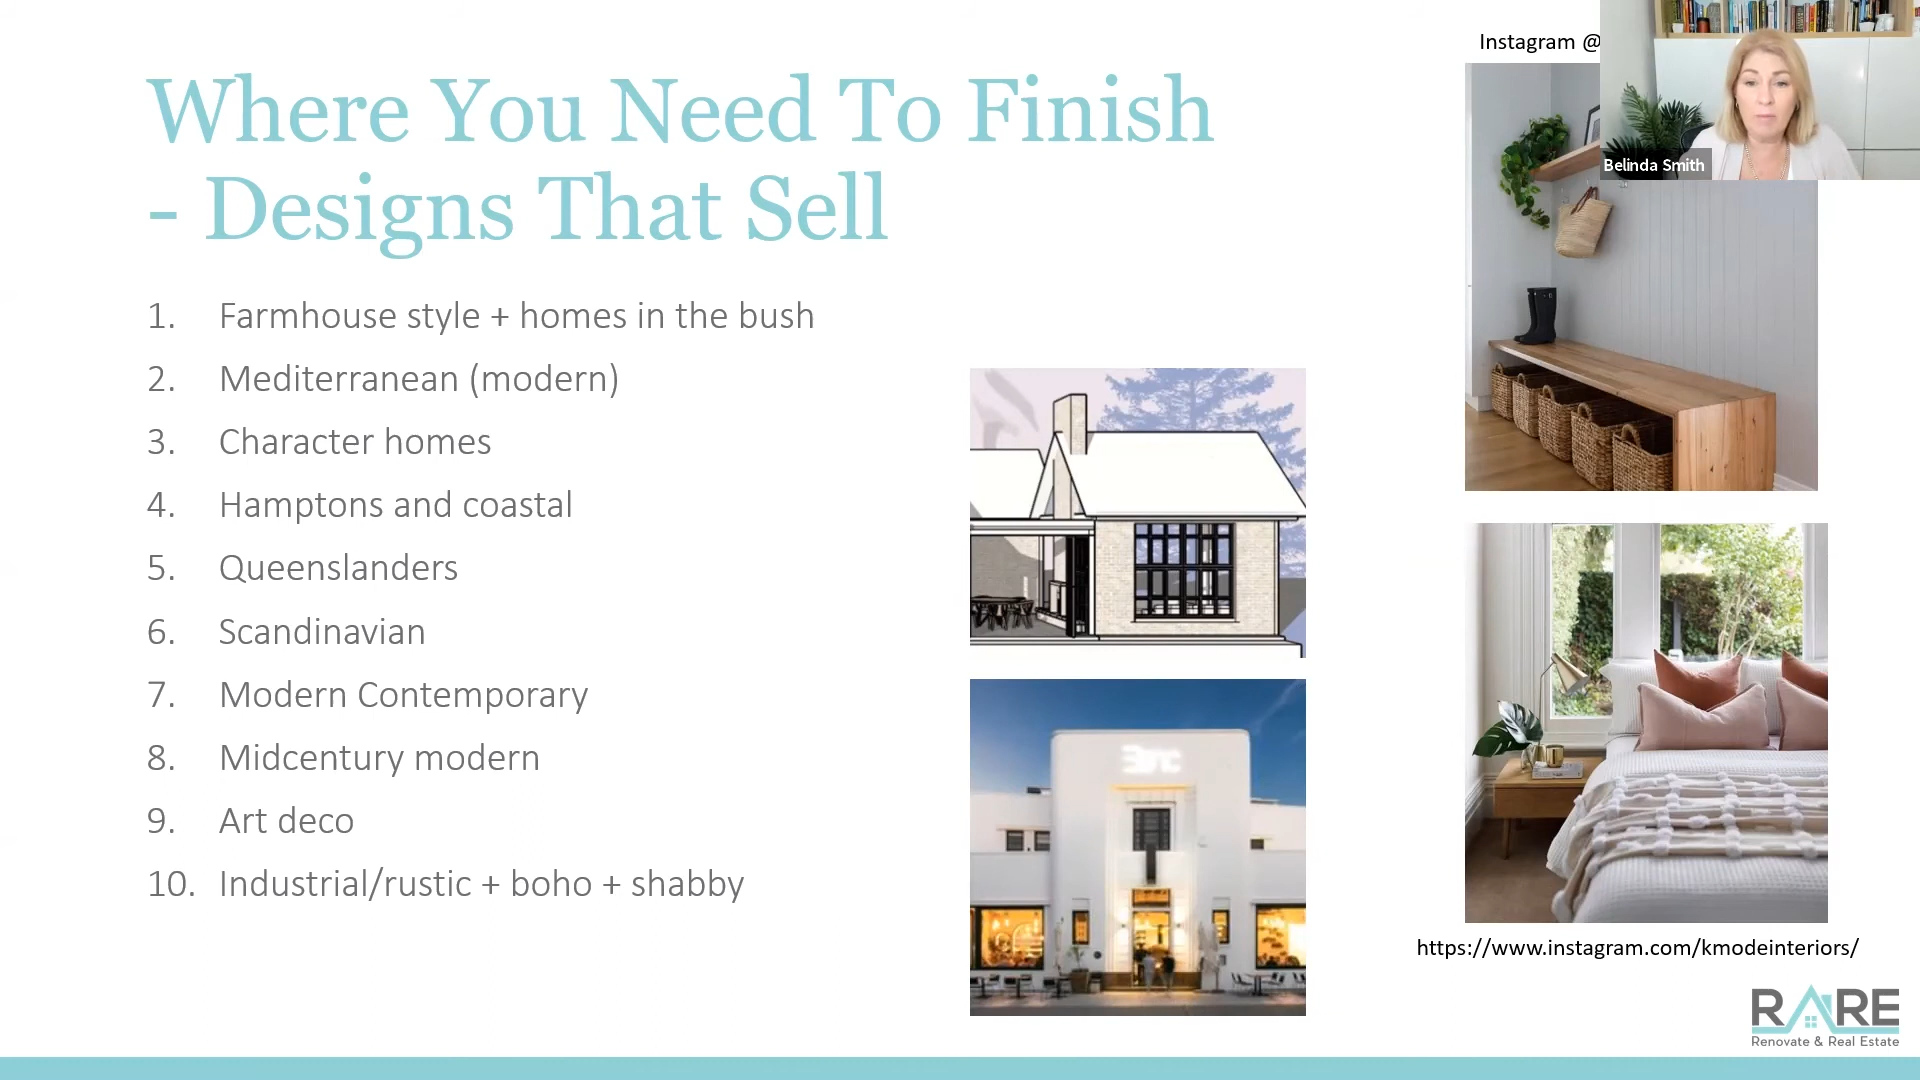 Instagram @
Belinda Smith
Where You Need To Finish
- Designs That Sell
1. Farmhouse style + homes in the bush
2. Mediterranean (modern)
3. Character homes
4. Hamptons and coastal
5. Queenslanders
6. Scandinavian
7. Modern Contemporary
8. Midcentury modern
9. Art deco
10. Industrial/rustic + boho + shabby
https://www.instagram.com/kmodeinteriors/
RARE
Renovate & Real Estate